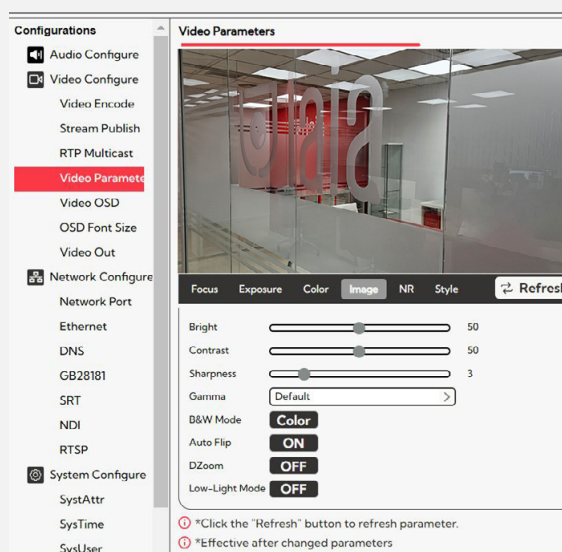 Configurations
Audio Configure
Video Configure
Video Encode
Stream Publish
RTP Multicast
Video Paramete
Video OSD
OSD Font Size
Video Out
Network Configure
Network Port
Ethernet
DNS
GB28181
SRT
NDI
RTSP
System Configure
SystAttr
SysTime
SysUser
Video Parameters
Focus Exposure Color Image NR Style Refresh
Bright 50
Contrast 50
Sharpness 3
Gamma Default
B&W Mode Color
Auto Flip ON
DZoom OFF
Low-Light Mode OFF
*Click the "Refresh" button to refresh parameter.
*Effective after changed parameters